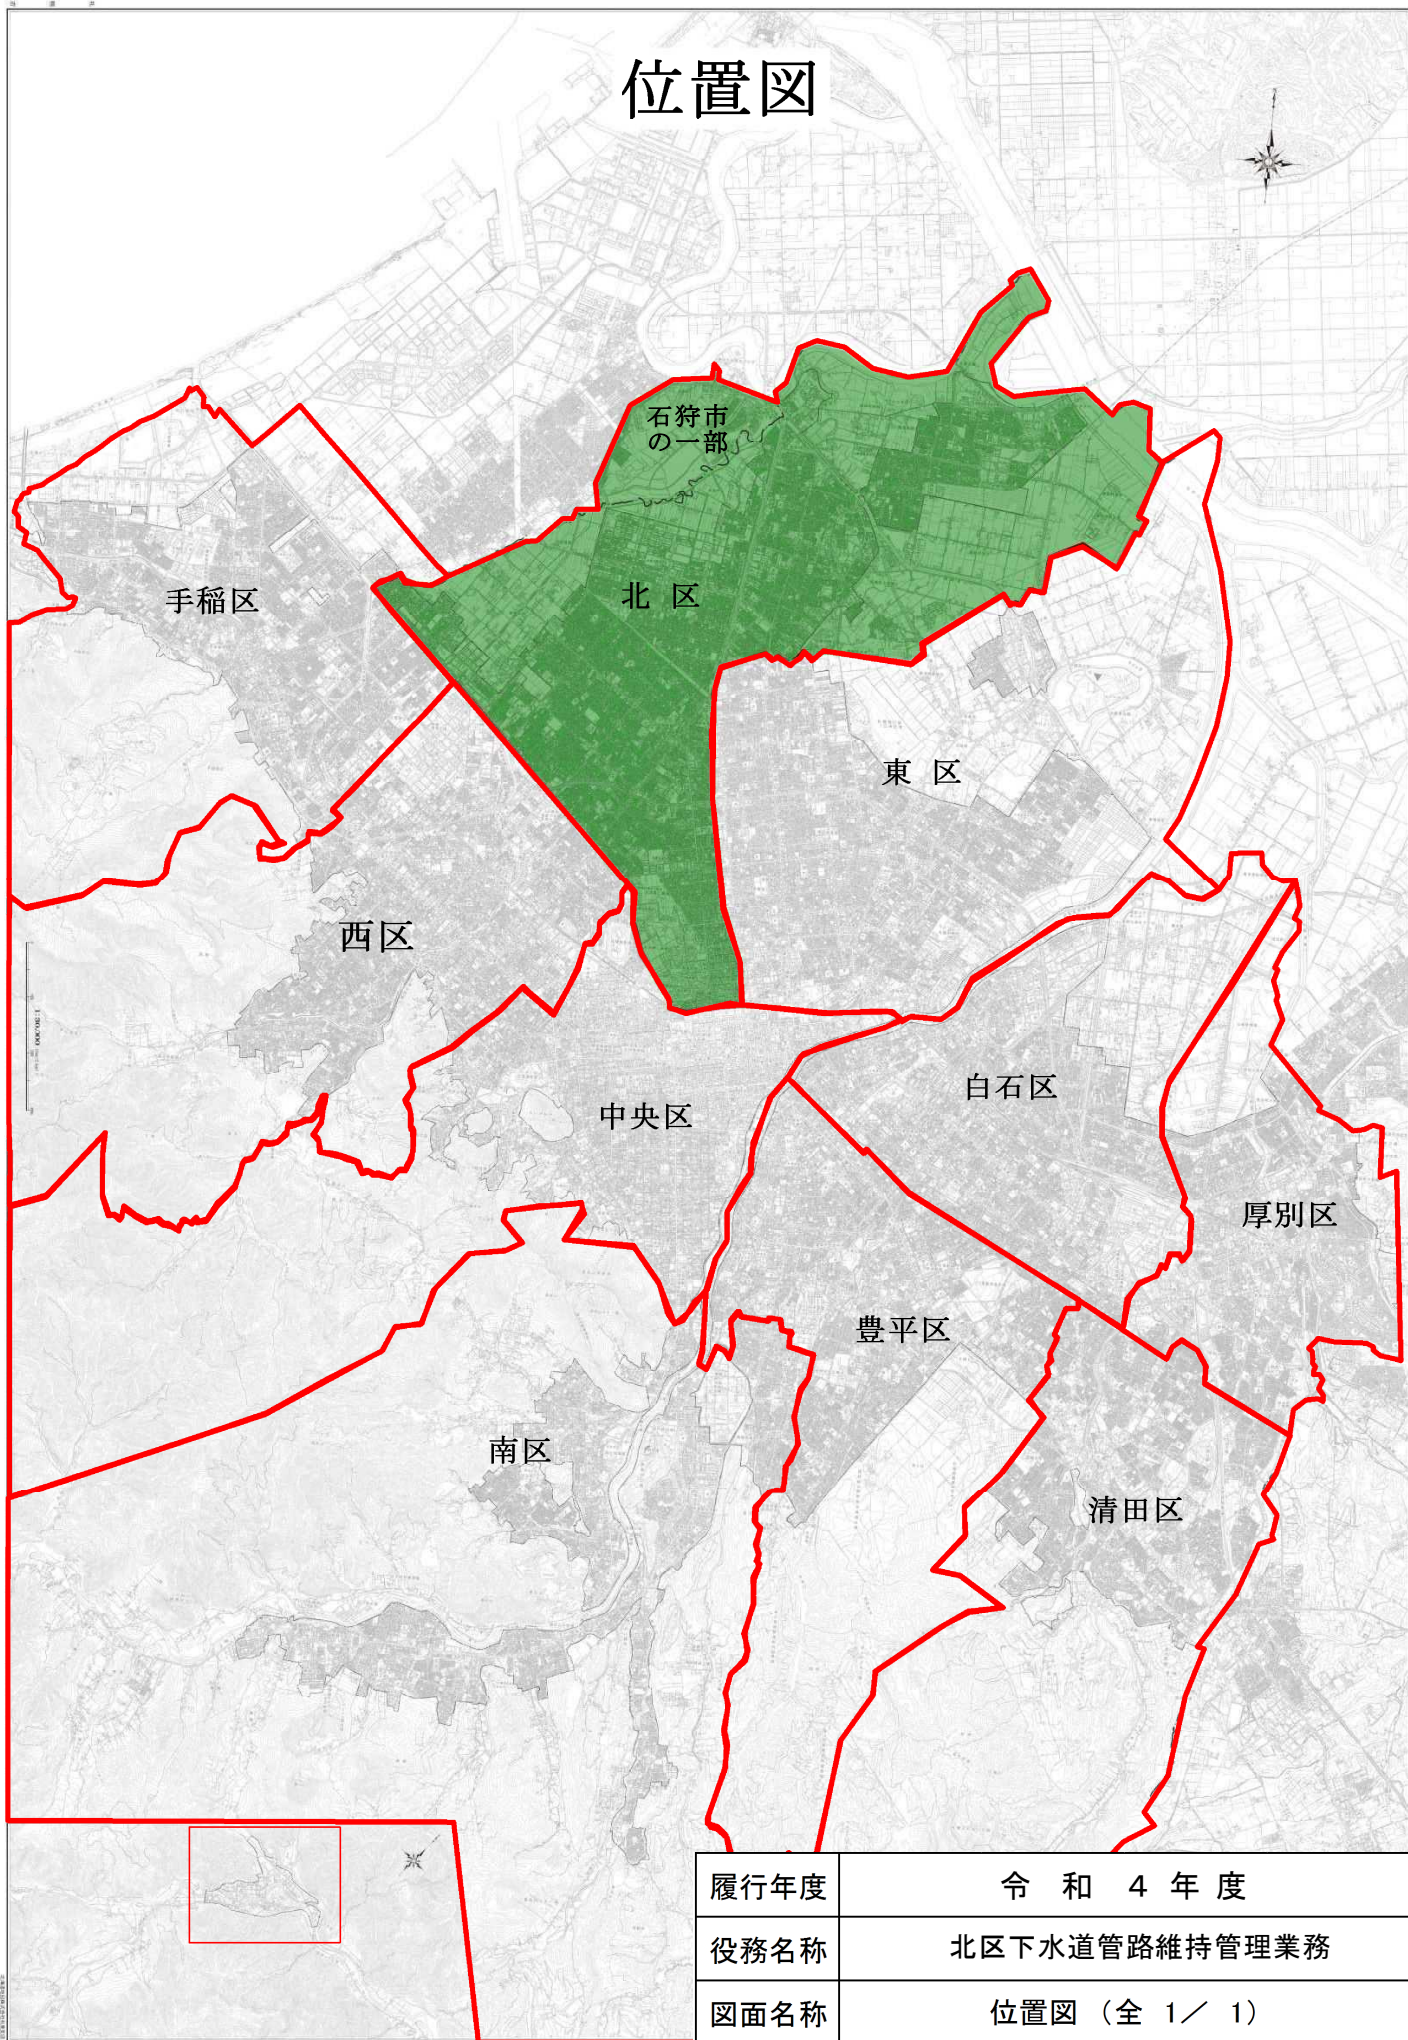 位置図
石狩市
の一部
手稲区
北 区
東 区
西区
白石区
中央区
厚別区
豊平区
南区
清田区
1:30,000
履行年度 令 和 4 年 度
役務名称 北区下水道管路維持管理業務
図面名称 位置図 (全 1/ 1)